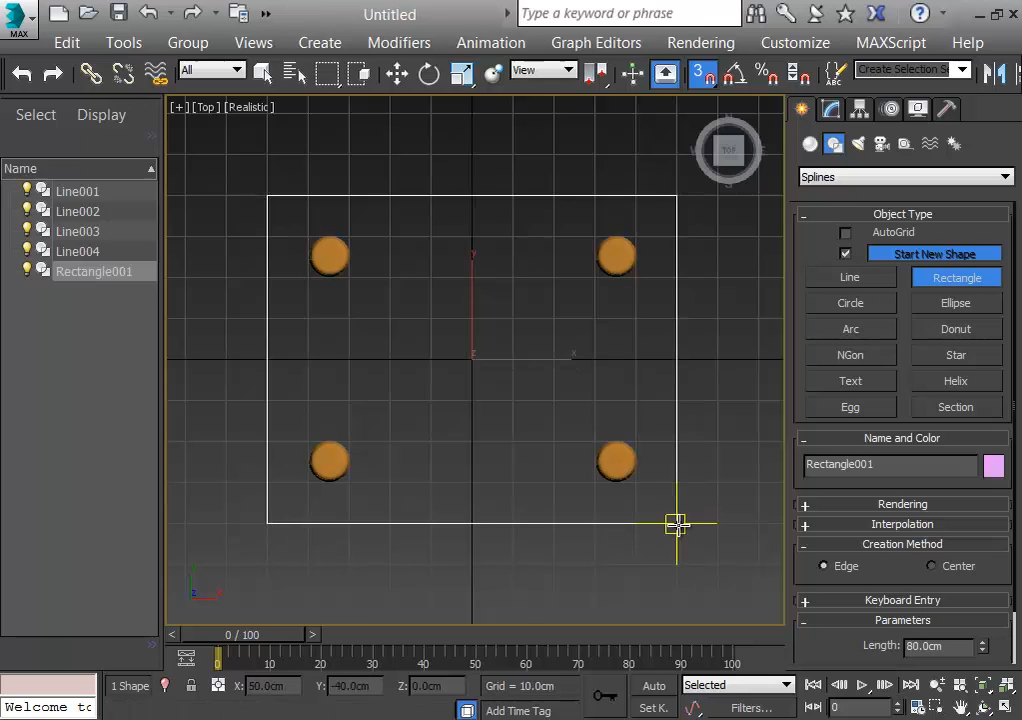 MAX
Untitled
Type a keyword or phrase
Edit Tools Group Views Create Modifiers Animation Graph Editors Rendering Customize MAXScript Help
All
View
3
%
ABC
Create Selection Se
Select Display
[+] [Top ] [Realistic ]
TOP
Name
Line001
Line002
Line003
Line004
Rectangle001
y
z
x
Splines
Object Type
AutoGrid
Start New Shape
Line Rectangle
Circle Ellipse
Arc Donut
NGon Star
Text Helix
Egg Section
Name and Color
Rectangle001
Rendering
Interpolation
Creation Method
Edge Center
Keyboard Entry
Parameters
Length: 80.0cm
0 / 100
0 10 20 30 40 50 60 70 80 90 100
1 Shape
X: 50.0cm Y: -40.0cm Z: 0.0cm
Grid = 10.0cm
Auto
Selected
Welcome to
Add Time Tag
Set K.
Filters...
0